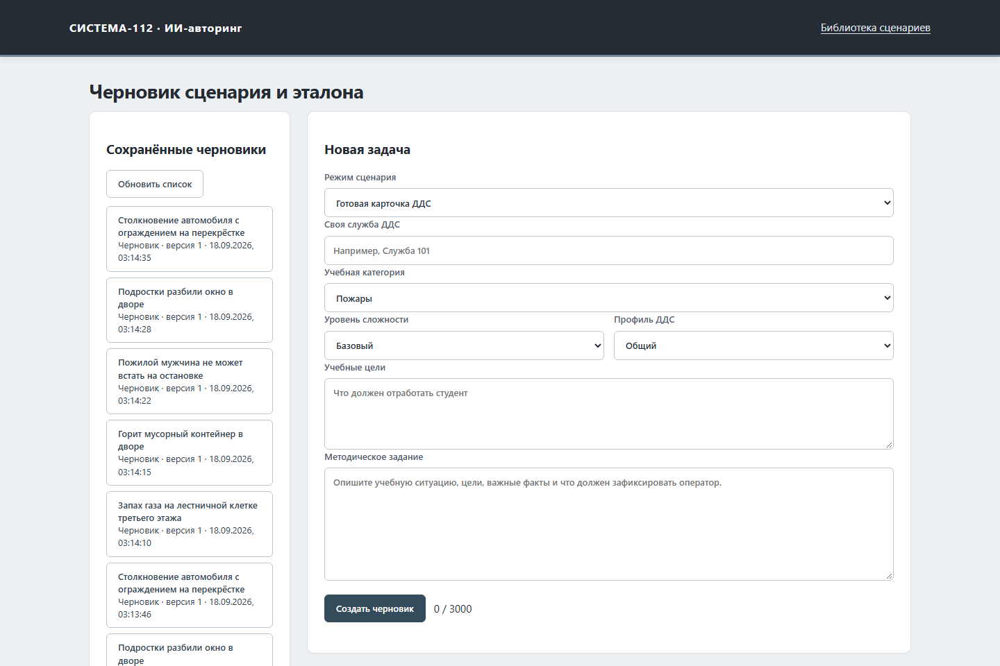 СИСТЕМА-112 · ИИ-авторинг
Библиотека сценариев
Черновик сценария и эталона
Сохранённые черновики
Обновить список
Столкновение автомобиля с
ограждением на перекрёстке
Черновик · версия 1 · 18.09.2026,
03:14:35
Подростки разбили окно в
дворе
Черновик · версия 1 · 18.09.2026,
03:14:28
Пожилой мужчина не может
встать на остановке
Черновик · версия 1 · 18.09.2026,
03:14:22
Горит мусорный контейнер в
дворе
Черновик · версия 1 · 18.09.2026,
03:14:15
Запах газа на лестничной клетке
третьего этажа
Черновик · версия 1 · 18.09.2026,
03:14:10
Столкновение автомобиля с
ограждением на перекрёстке
Черновик · версия 1 · 18.09.2026,
03:13:46
Подростки разбили окно в
дворе
Новая задача
Режим сценария
Готовая карточка ДДС
Своя служба ДДС
Например, Служба 101
Учебная категория
Пожары
Уровень сложности
Профиль ДДС
Базовый
Общий
Учебные цели
Что должен отработать студент
Методическое задание
Опишите учебную ситуацию, цели, важные факты и что должен зафиксировать оператор.
Создать черновик
0 / 3000